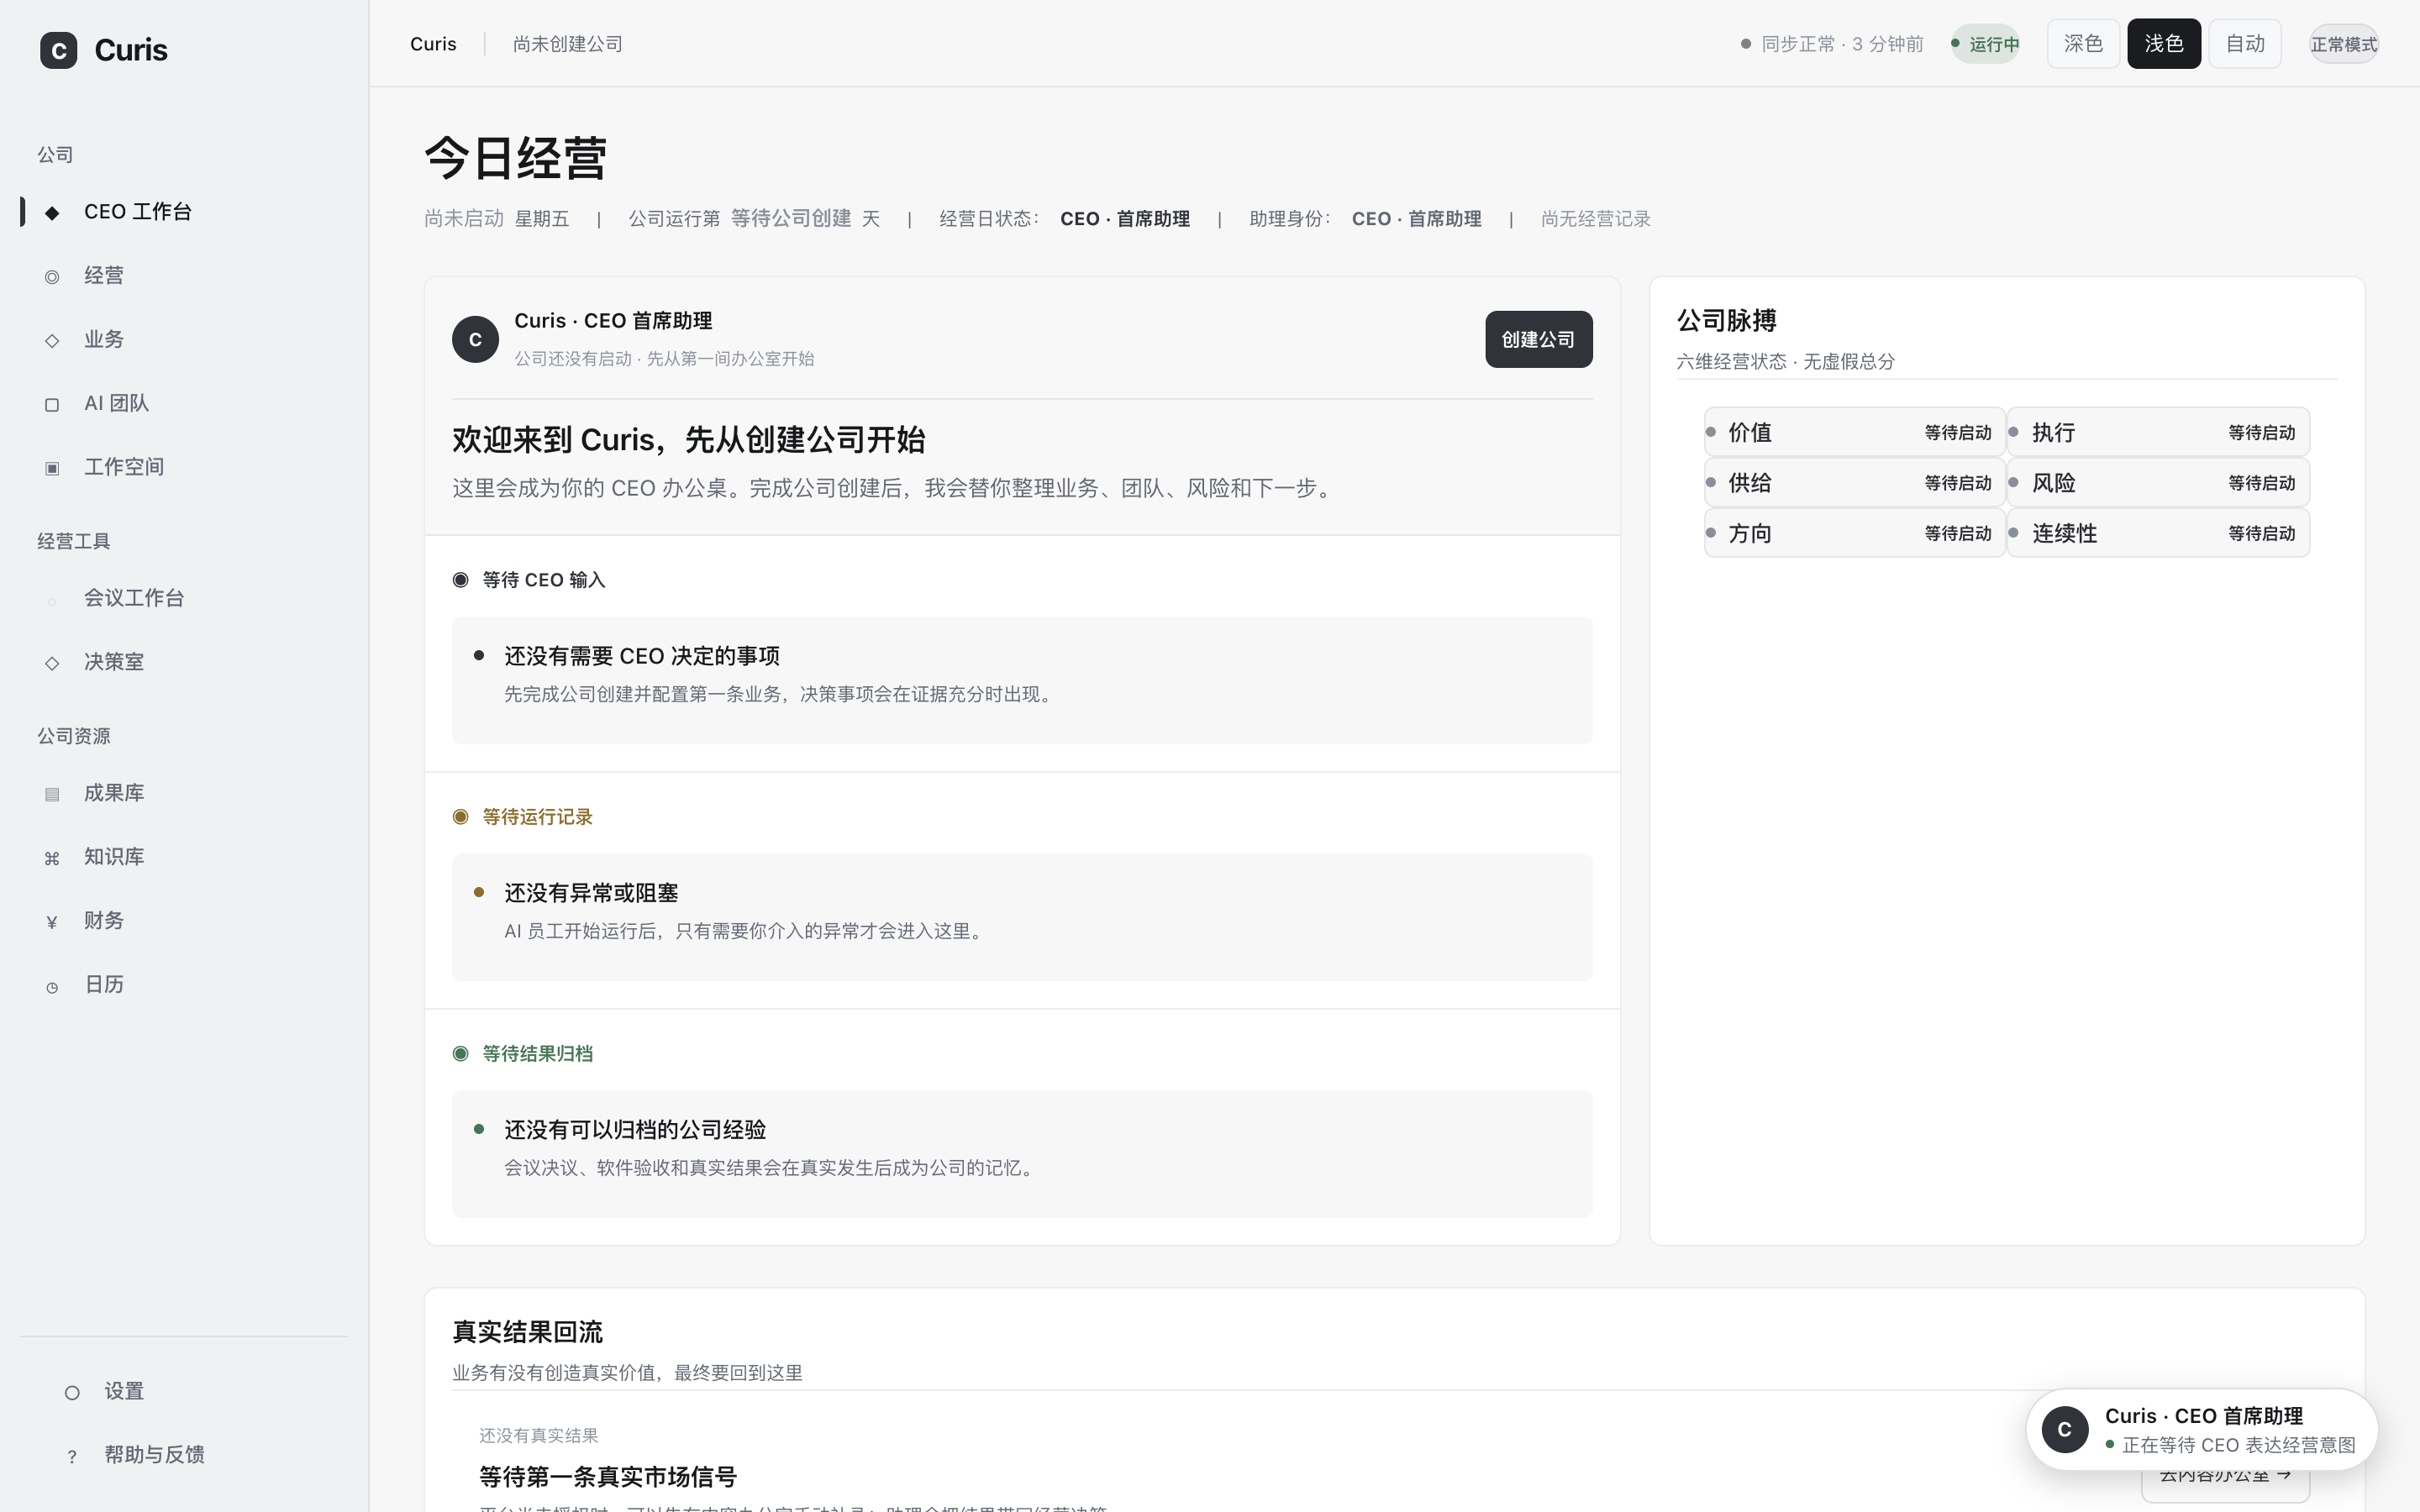 C Curis
公司
CEO 工作台
经营
业务
AI 团队
工作空间
经营工具
会议工作台
决策室
公司资源
成果库
知识库
¥ 财务
日历
设置
? 帮助与反馈
Curis 尚未创建公司
同步正常 · 3 分钟前 运行中 深色 浅色 自动 正常模式
今日经营
尚未启动 星期五 | 公司运行第 等待公司创建 天 | 经营日状态： CEO · 首席助理 | 助理身份： CEO · 首席助理 | 尚无经营记录
C
Curis · CEO 首席助理
公司还没有启动 · 先从第一间办公室开始
创建公司
欢迎来到 Curis，先从创建公司开始
这里会成为你的 CEO 办公桌。完成公司创建后，我会替你整理业务、团队、风险和下一步。
等待 CEO 输入
还没有需要 CEO 决定的事项
先完成公司创建并配置第一条业务，决策事项会在证据充分时出现。
等待运行记录
还没有异常或阻塞
AI 员工开始运行后，只有需要你介入的异常才会进入这里。
等待结果归档
还没有可以归档的公司经验
会议决议、软件验收和真实结果会在真实发生后成为公司的记忆。
公司脉搏
六维经营状态 · 无虚假总分
价值 等待启动 执行 等待启动
供给 等待启动 风险 等待启动
方向 等待启动 连续性 等待启动
真实结果回流
业务有没有创造真实价值，最终要回到这里
还没有真实结果
等待第一条真实市场信号
去内容办公室 →
C
Curis · CEO 首席助理
正在等待 CEO 表达经营意图